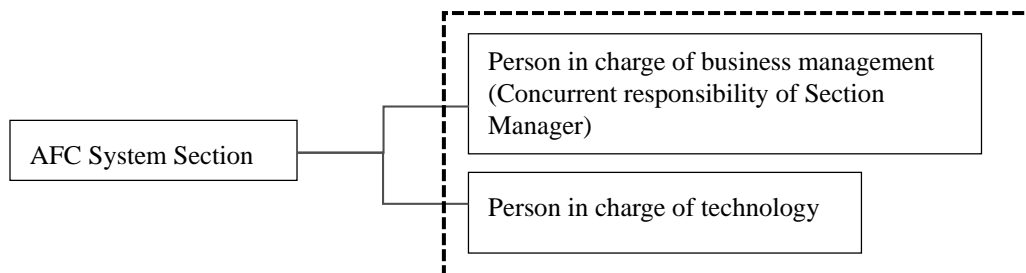 AFC System Section
Person in charge of business management
(Concurrent responsibility of Section
Manager)
Person in charge of technology